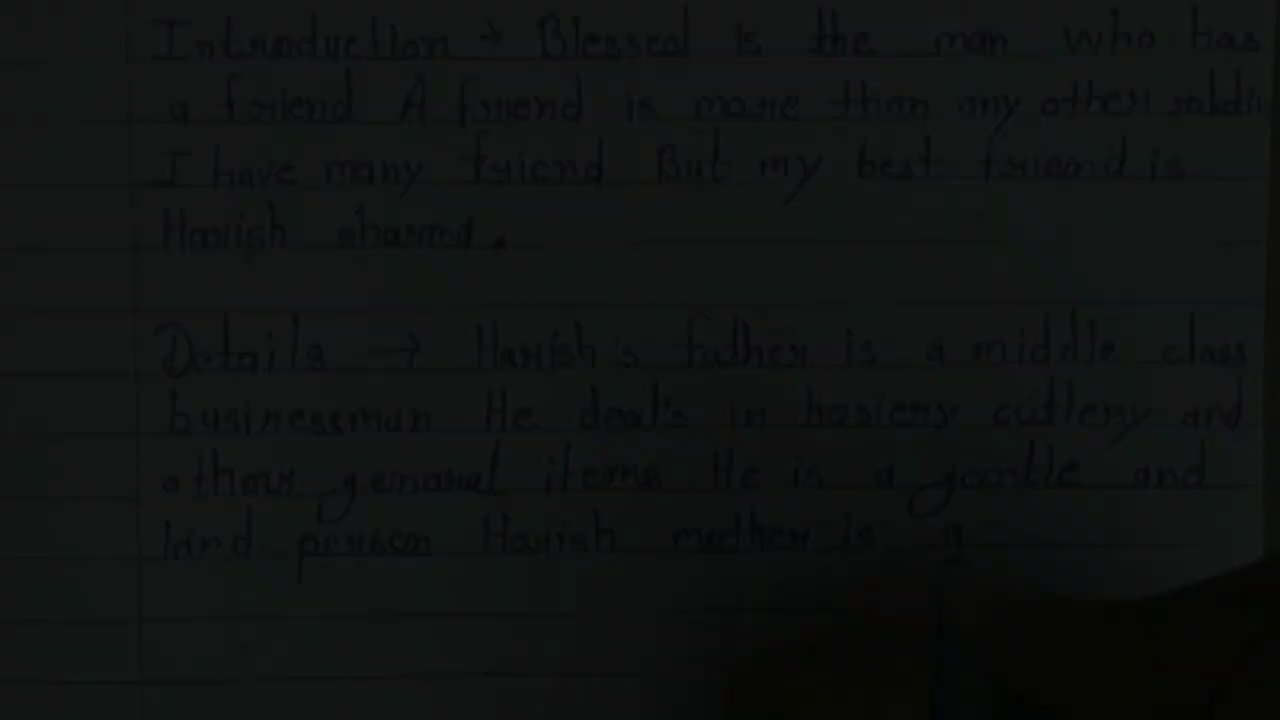 Introduction → Blessed is the man who has
a friend A friend is more than any other
I have many friend But my best friend is
Harish sharma.
Details → Harish's father is a middle class
businessman He deals in hosiery cutlery and
othar genaral items He is a gentle and
kind person Harish mother is a